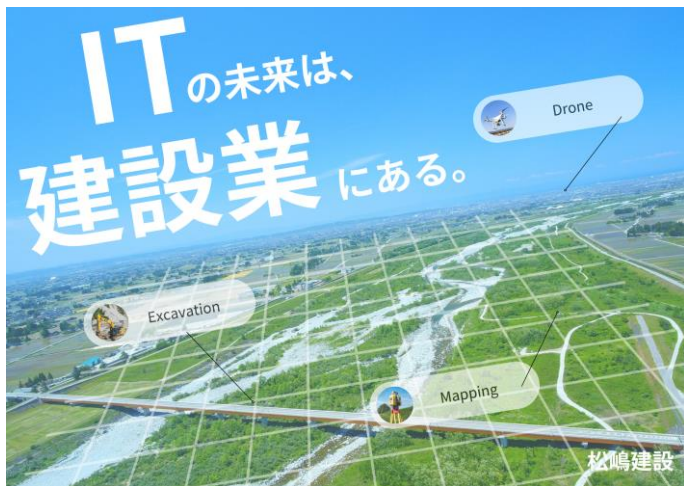 ITの未来は、
建設業にある。
Drone
Excavation
Mapping
松嶋建設